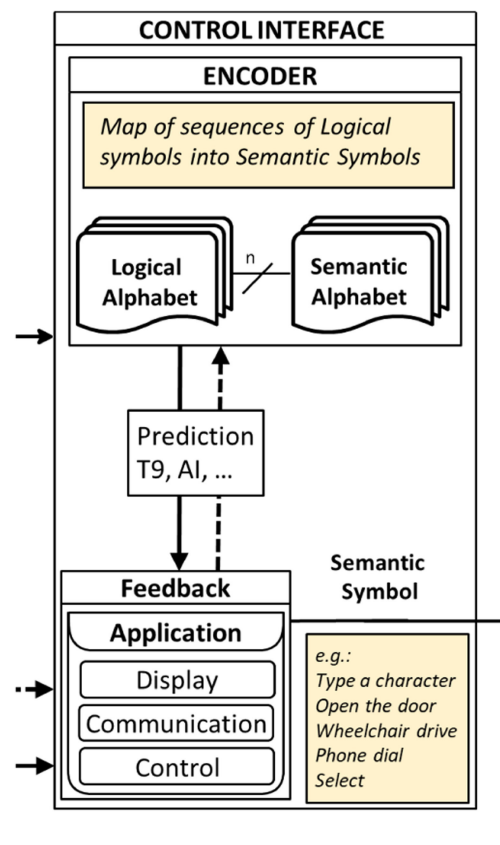 CONTROL INTERFACE
ENCODER
Map of sequences of Logical
symbols into Semantic Symbols
Logical
Alphabet
n
Semantic
Alphabet
Prediction
T9, AI, ...
Feedback
Application
Display
Communication
Control
Semantic
Symbol
e.g.:
Type a character
Open the door
Wheelchair drive
Phone dial
Select